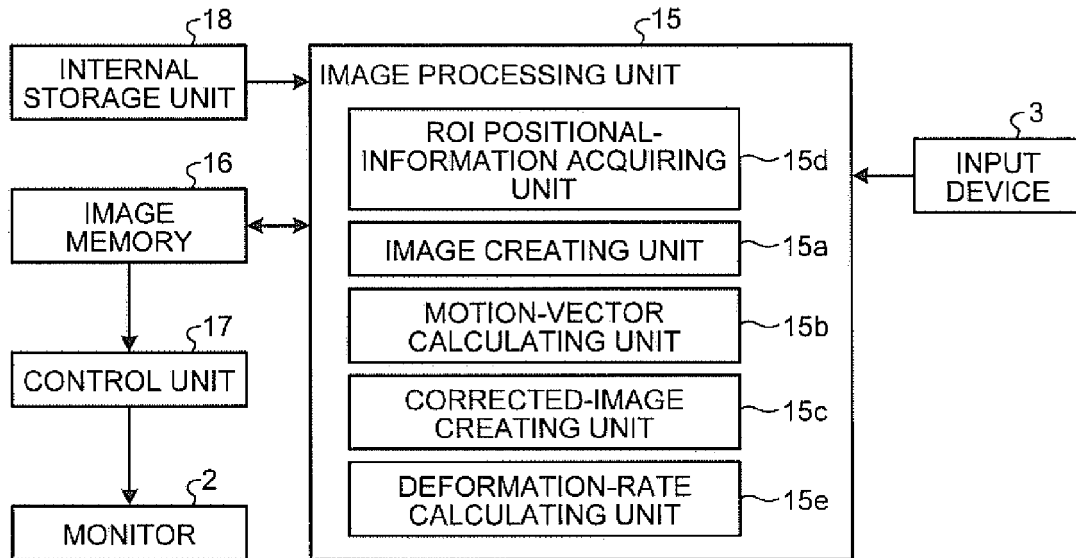 18
INTERNAL
STORAGE UNIT
16
IMAGE
MEMORY
17
CONTROL UNIT
2
MONITOR
15
IMAGE PROCESSING UNIT
ROI POSITIONAL-
INFORMATION ACQUIRING
UNIT
15d
IMAGE CREATING UNIT
15a
MOTION-VECTOR
CALCULATING UNIT
15b
CORRECTED-IMAGE
CREATING UNIT
15c
DEFORMATION-RATE
CALCULATING UNIT
15e
3
INPUT
DEVICE